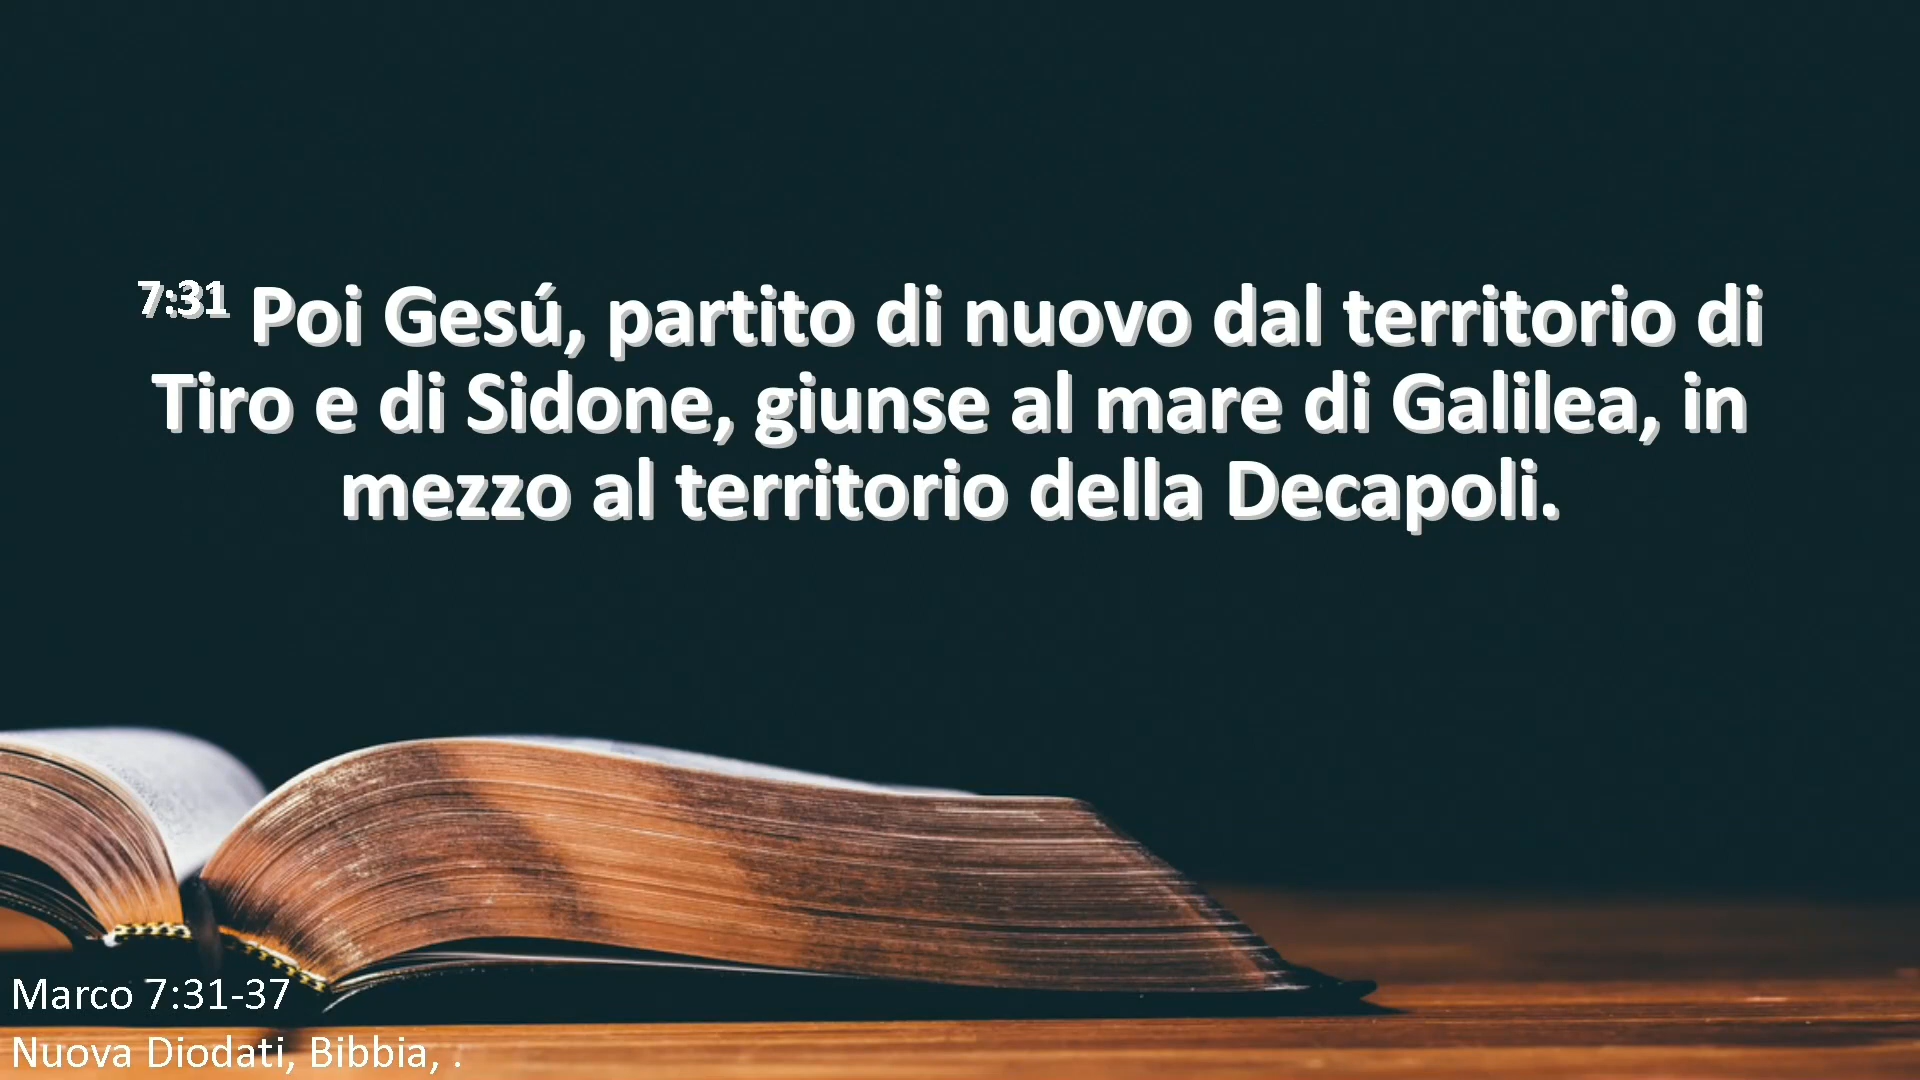 7:31 Poi Gesú, partito di nuovo dal territorio di
Tiro e di Sidone, giunse al mare di Galilea, in
mezzo al territorio della Decapoli.
Marco 7:31-37
Nuova Diodati, Bibbia, .